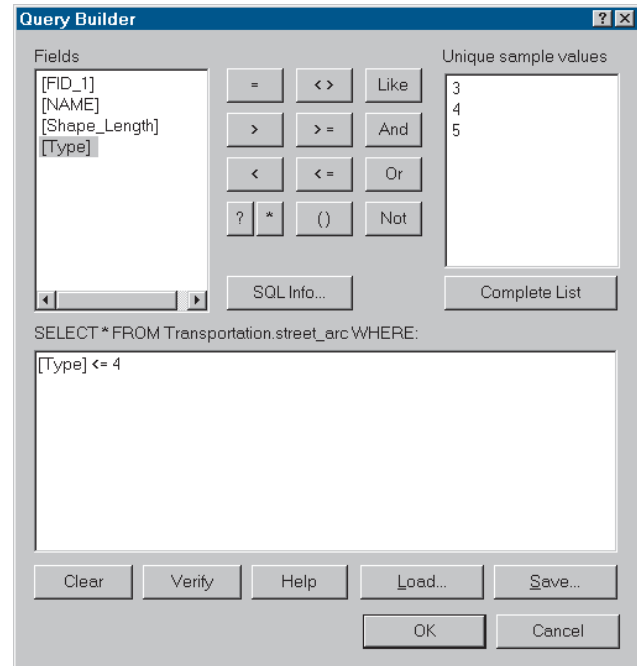 Query Builder ? ×
Fields
[FID_1]
[NAME]
[Shape_Length]
[Type]
= < > Like
> > = And
< < = Or
? * ( ) Not
SQL Info...
Unique sample values
3
4
5
Complete List
SELECT * FROM Transportation.street_arc WHERE:
[Type] <= 4
Clear Verify Help Load... Save...
OK Cancel